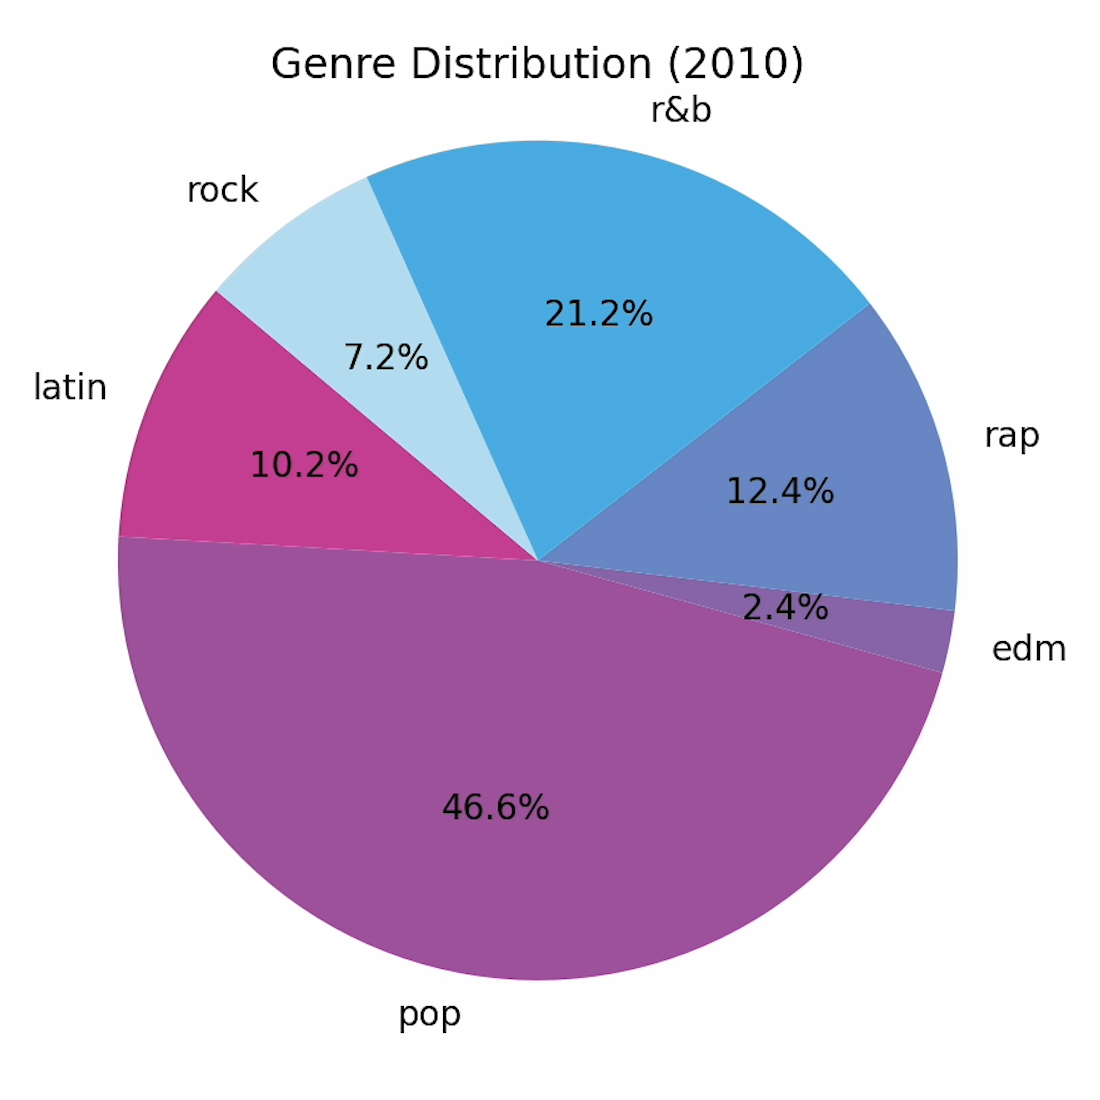 Genre Distribution (2010)
r&b
rock
21.2%
7.2%
latin
rap
10.2%
12.4%
2.4%
edm
46.6%
pop